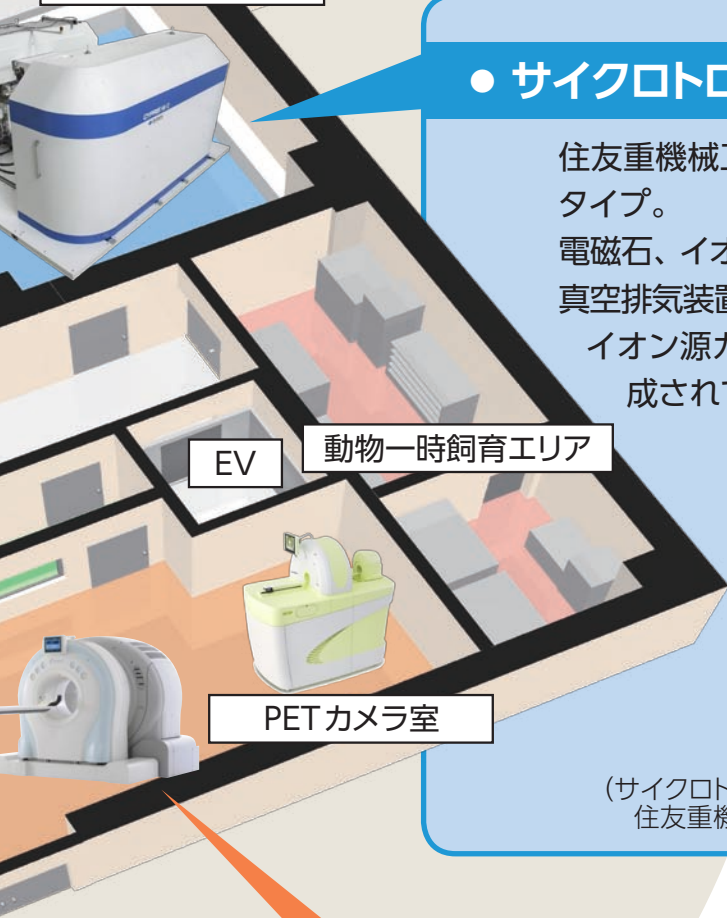 ● サイクロトロ
住友重機械工
タイプ。
電磁石、イオ
真空排気装置
イオン源ガ
成されて
EV
動物一時飼育エリア
PETカメラ室
(サイクロト
住友重機